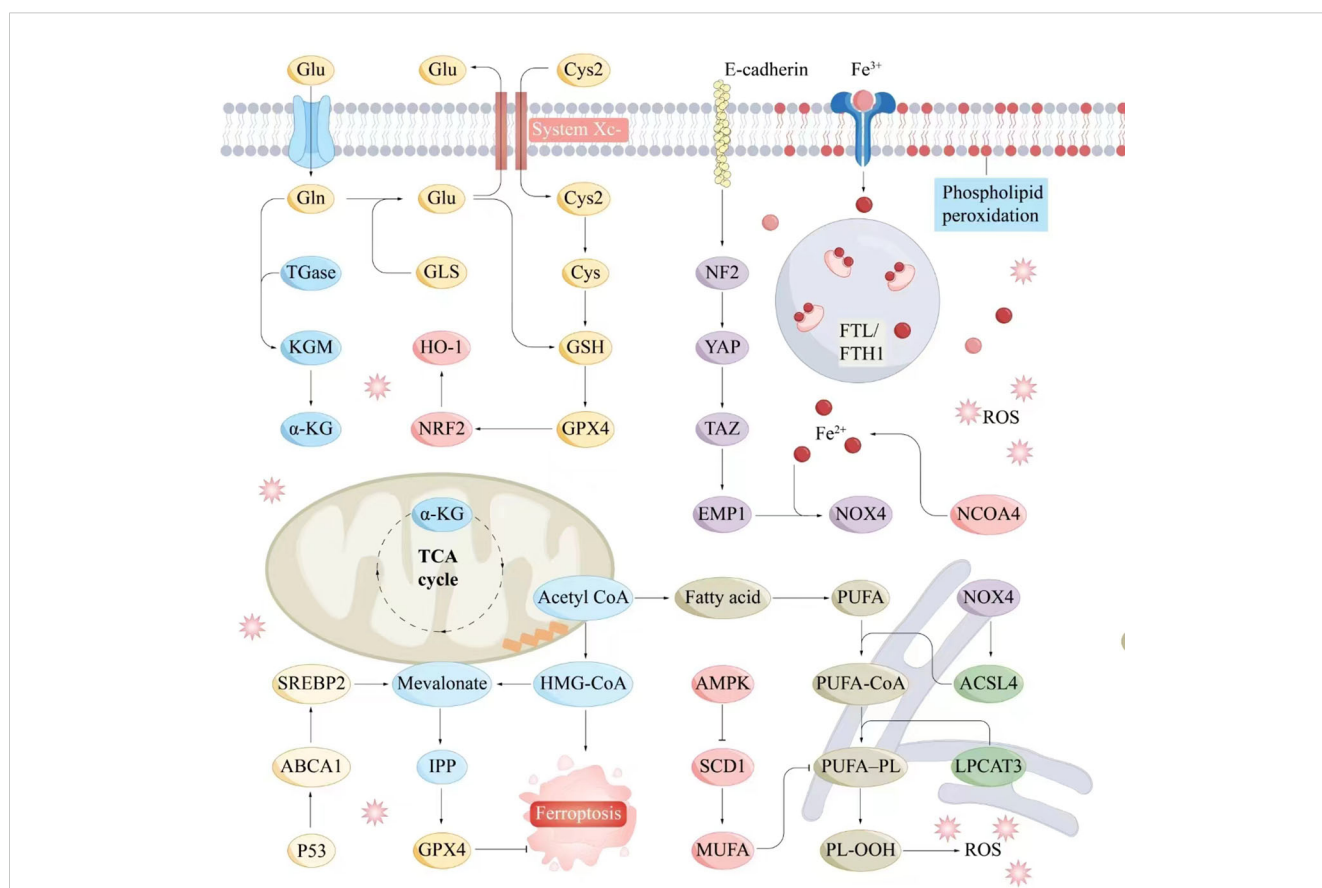 Glu
Glu
Cys2
E-cadherin
Fe³⁺
System Xc-
Gln
Glu
Cys2
Phospholipid
peroxidation
TGase
GLS
Cys
NF2
KGM
HO-1
GSH
YAP
FTL/
FTH1
α-KG
NRF2
GPX4
TAZ
Fe²⁺
ROS
α-KG
EMP1
NOX4
NCOA4
TCA
cycle
Acetyl CoA
Fatty acid
PUFA
NOX4
SREBP2
Mevalonate
HMG-CoA
AMPK
PUFA-CoA
ACSL4
ABCA1
IPP
SCD1
PUFA–PL
LPCAT3
Ferroptosis
P53
GPX4
MUFA
PL-OOH
ROS